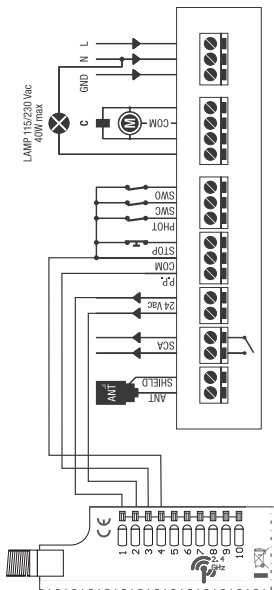 LAMP 115/230 Vac
40W max
L
N
GND
C
M
COM
SWO
SWC
PHOT
STOP
COM
P.P.
24 Vac
SCA
SHIELD
ANT
ANT
CE
1
2
3
4
5
6
7
8
9
10
2.4
GHz